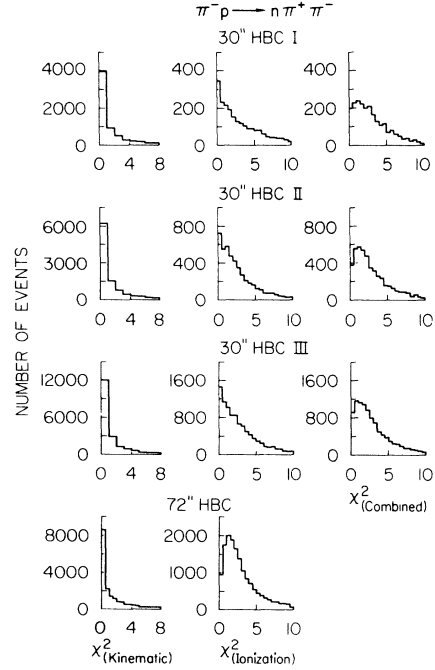 π⁻p ⟶ n π⁺ π⁻
30" HBC I
4000
2000
0
0 4 8
400
200
0
0 5 10
400
200
0
0 5 10
30" HBC II
6000
3000
0
0 4 8
800
400
0
0 5 10
800
400
0
0 5 10
NUMBER OF EVENTS
30" HBC III
12000
9000
6000
3000
0
0 4 8
1600
800
0
0 5 10
1600
800
0
0 5 10
χ²(Combined)
72" HBC
8000
4000
0
0 4 8
χ²(Kinematic)
2000
1000
0
0 5 10
χ²(Ionization)